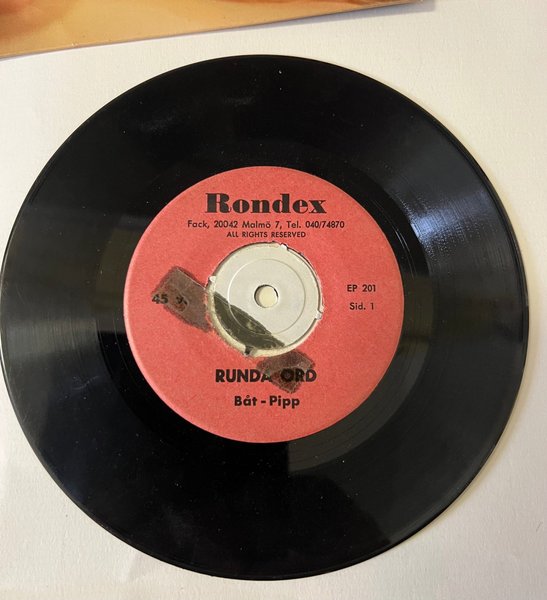 Rondex
Fack, 20042 Malmö 7, Tel. 040/74870
ALL RIGHTS RESERVED
EP 201
45
Sid. 1
RUNDA ORD
Båt - Pipp